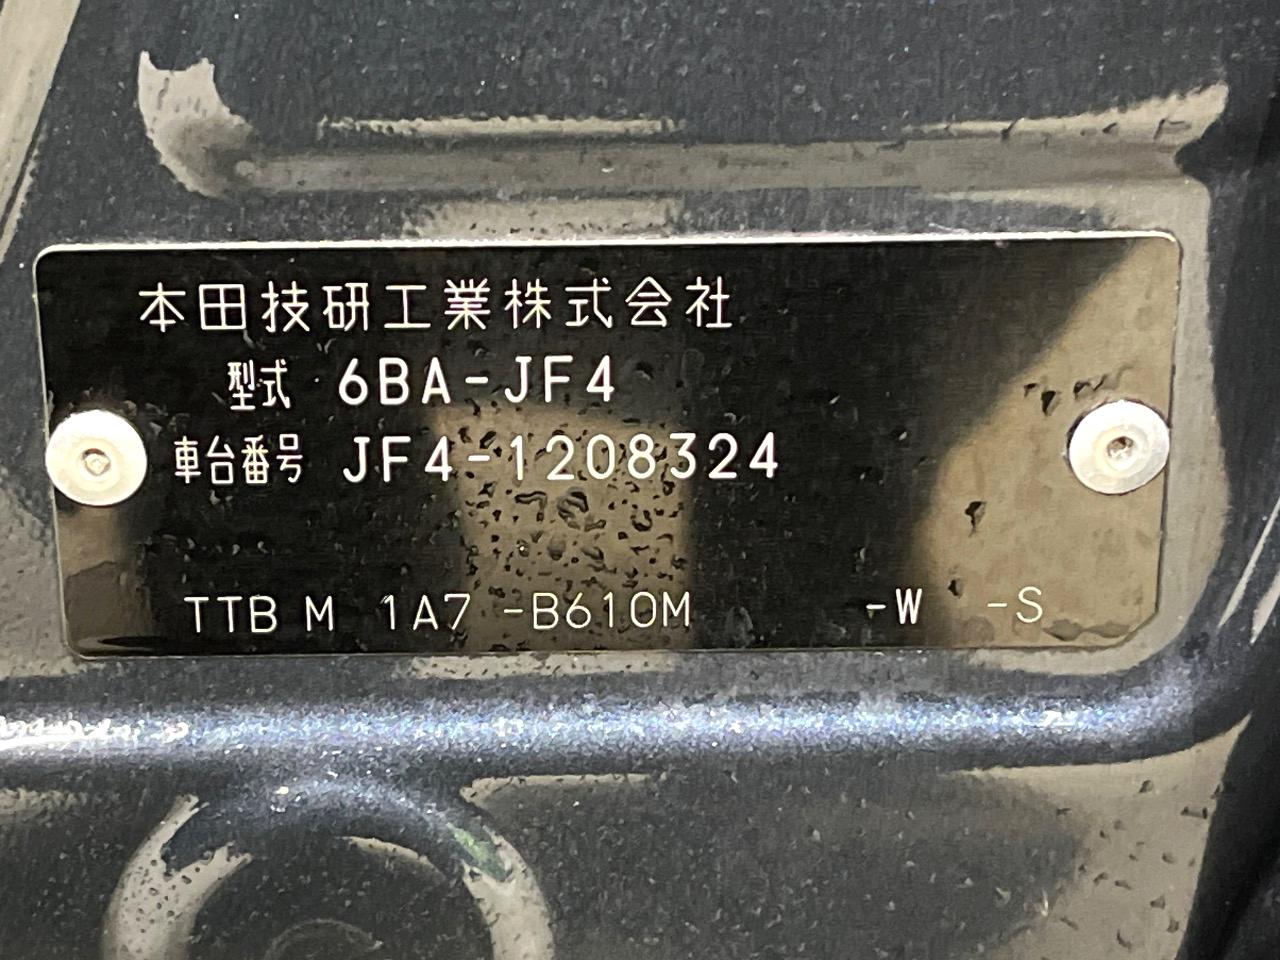 本田技研工業株式会社
型式 6BA-JF4
車台番号 JF4-1208324
TTB M 1A7 -B610M -W -S